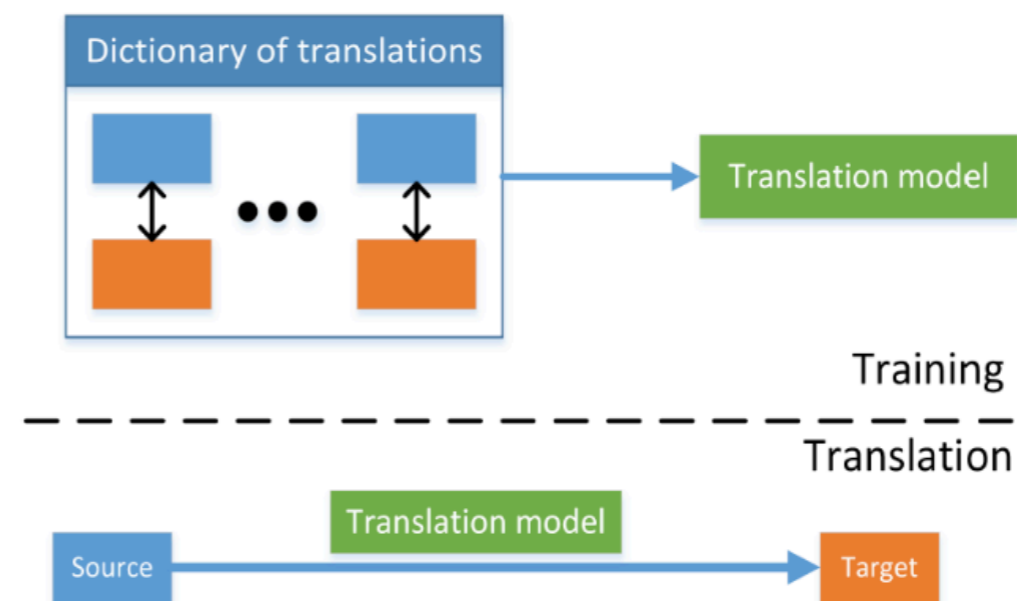 Dictionary of translations
Translation model
Training
Translation
Translation model
Source
Target